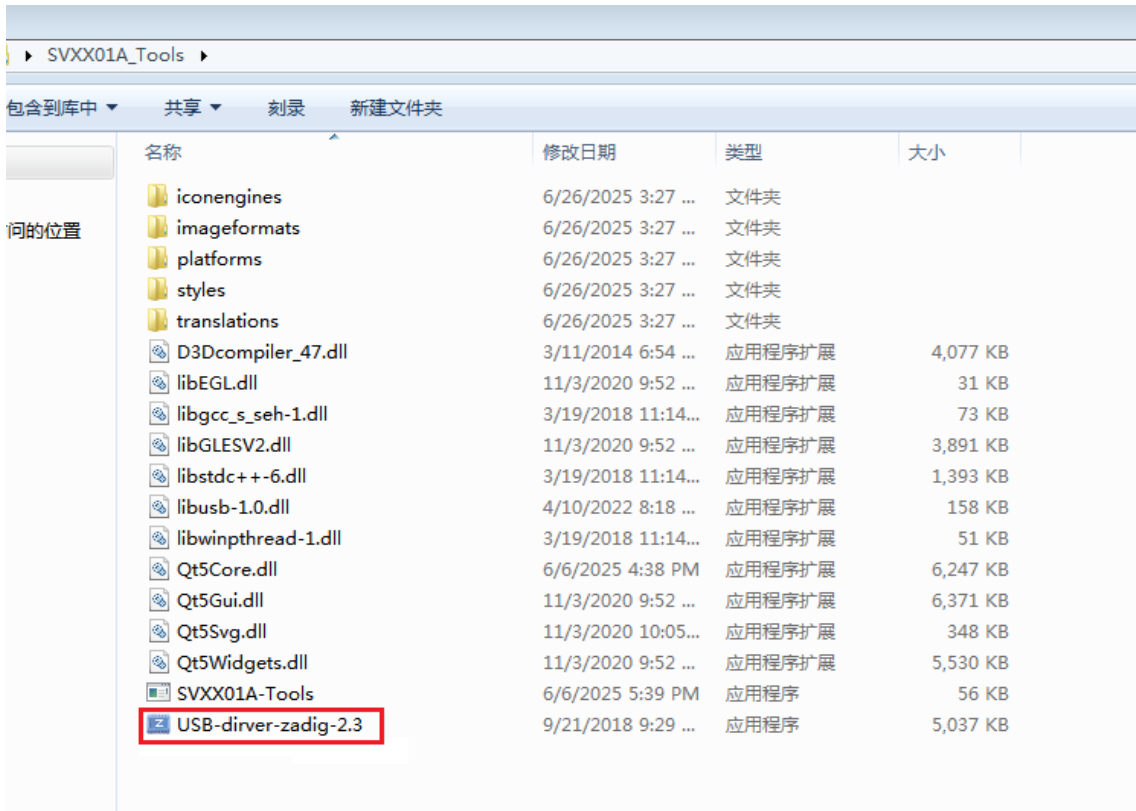 SVXX01A_Tools
包含到库中 共享 刻录 新建文件夹
名称 修改日期 类型 大小
iconengines 6/26/2025 3:27 ... 文件夹
问的位置 imageformats 6/26/2025 3:27 ... 文件夹
platforms 6/26/2025 3:27 ... 文件夹
styles 6/26/2025 3:27 ... 文件夹
translations 6/26/2025 3:27 ... 文件夹
D3Dcompiler_47.dll 3/11/2014 6:54 ... 应用程序扩展 4,077 KB
libEGL.dll 11/3/2020 9:52 ... 应用程序扩展 31 KB
libgcc_s_seh-1.dll 3/19/2018 11:14... 应用程序扩展 73 KB
libGLESV2.dll 11/3/2020 9:52 ... 应用程序扩展 3,891 KB
libstdc++-6.dll 3/19/2018 11:14... 应用程序扩展 1,393 KB
libusb-1.0.dll 4/10/2022 8:18 ... 应用程序扩展 158 KB
libwinpthread-1.dll 3/19/2018 11:14... 应用程序扩展 51 KB
Qt5Core.dll 6/6/2025 4:38 PM 应用程序扩展 6,247 KB
Qt5Gui.dll 11/3/2020 9:52 ... 应用程序扩展 6,371 KB
Qt5Svg.dll 11/3/2020 10:05... 应用程序扩展 348 KB
Qt5Widgets.dll 11/3/2020 9:52 ... 应用程序扩展 5,530 KB
SVXX01A-Tools 6/6/2025 5:39 PM 应用程序 56 KB
USB-dirver-zadig-2.3 9/21/2018 9:29 ... 应用程序 5,037 KB